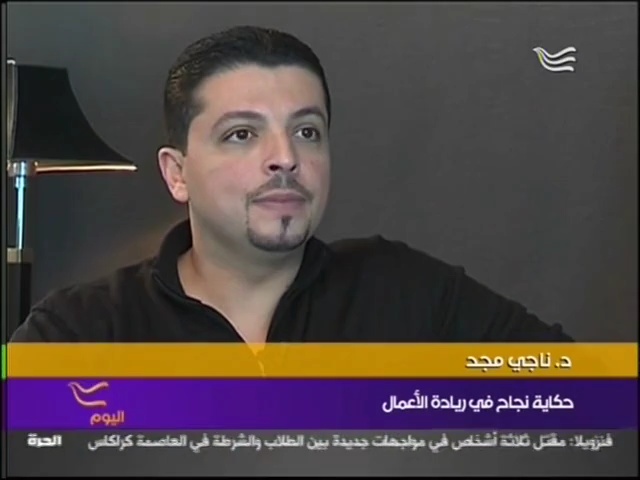 د. ناجي مجد
حكاية نجاح في ريادة الأعمال
اليوم
فنزويلا: مقتل ثلاثة أشخاص في مواجهات جديدة بين الطلاب والشرطة في العاصمة كراكاس
الحرة